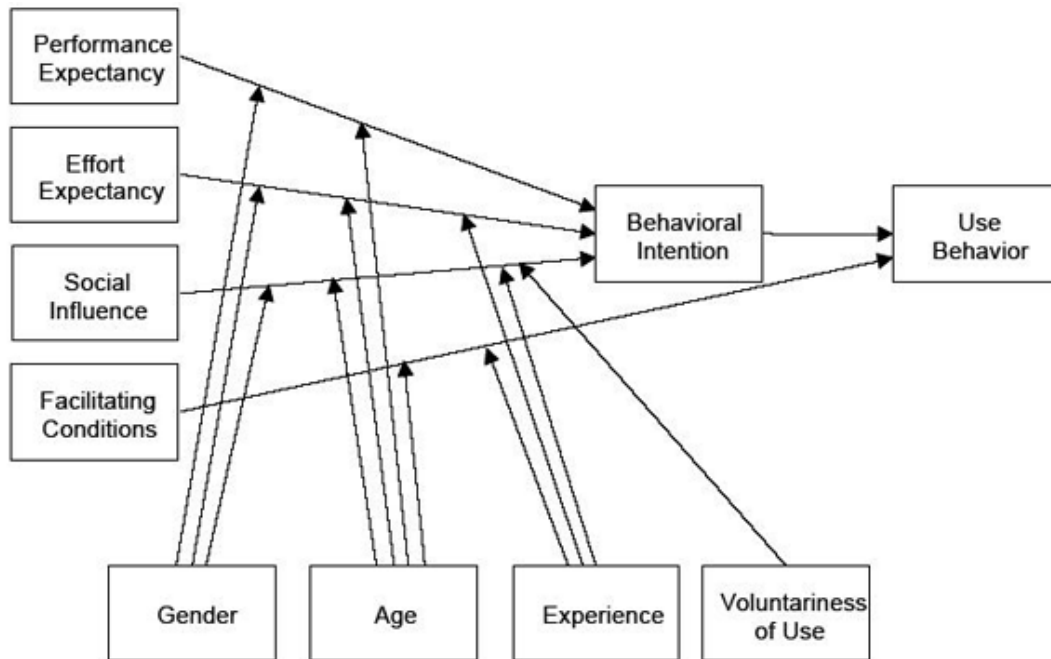 Performance
Expectancy
Effort
Expectancy
Social
Influence
Facilitating
Conditions
Behavioral
Intention
Use
Behavior
Gender
Age
Experience
Voluntariness
of Use